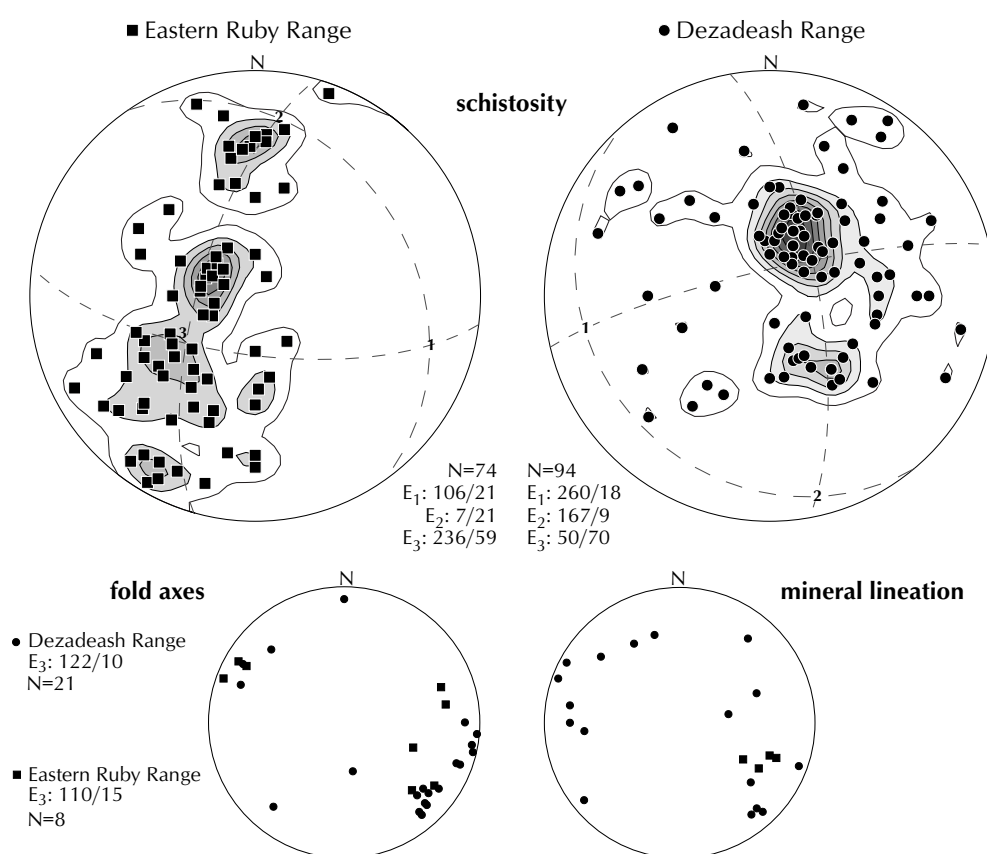 ■ Eastern Ruby Range
● Dezadeash Range
N
N
schistosity
2
1
3
1
2
N=74
E1: 106/21
E2: 7/21
E3: 236/59
N=94
E1: 260/18
E2: 167/9
E3: 50/70
fold axes
N
N
mineral lineation
● Dezadeash Range
E3: 122/10
N=21
■ Eastern Ruby Range
E3: 110/15
N=8